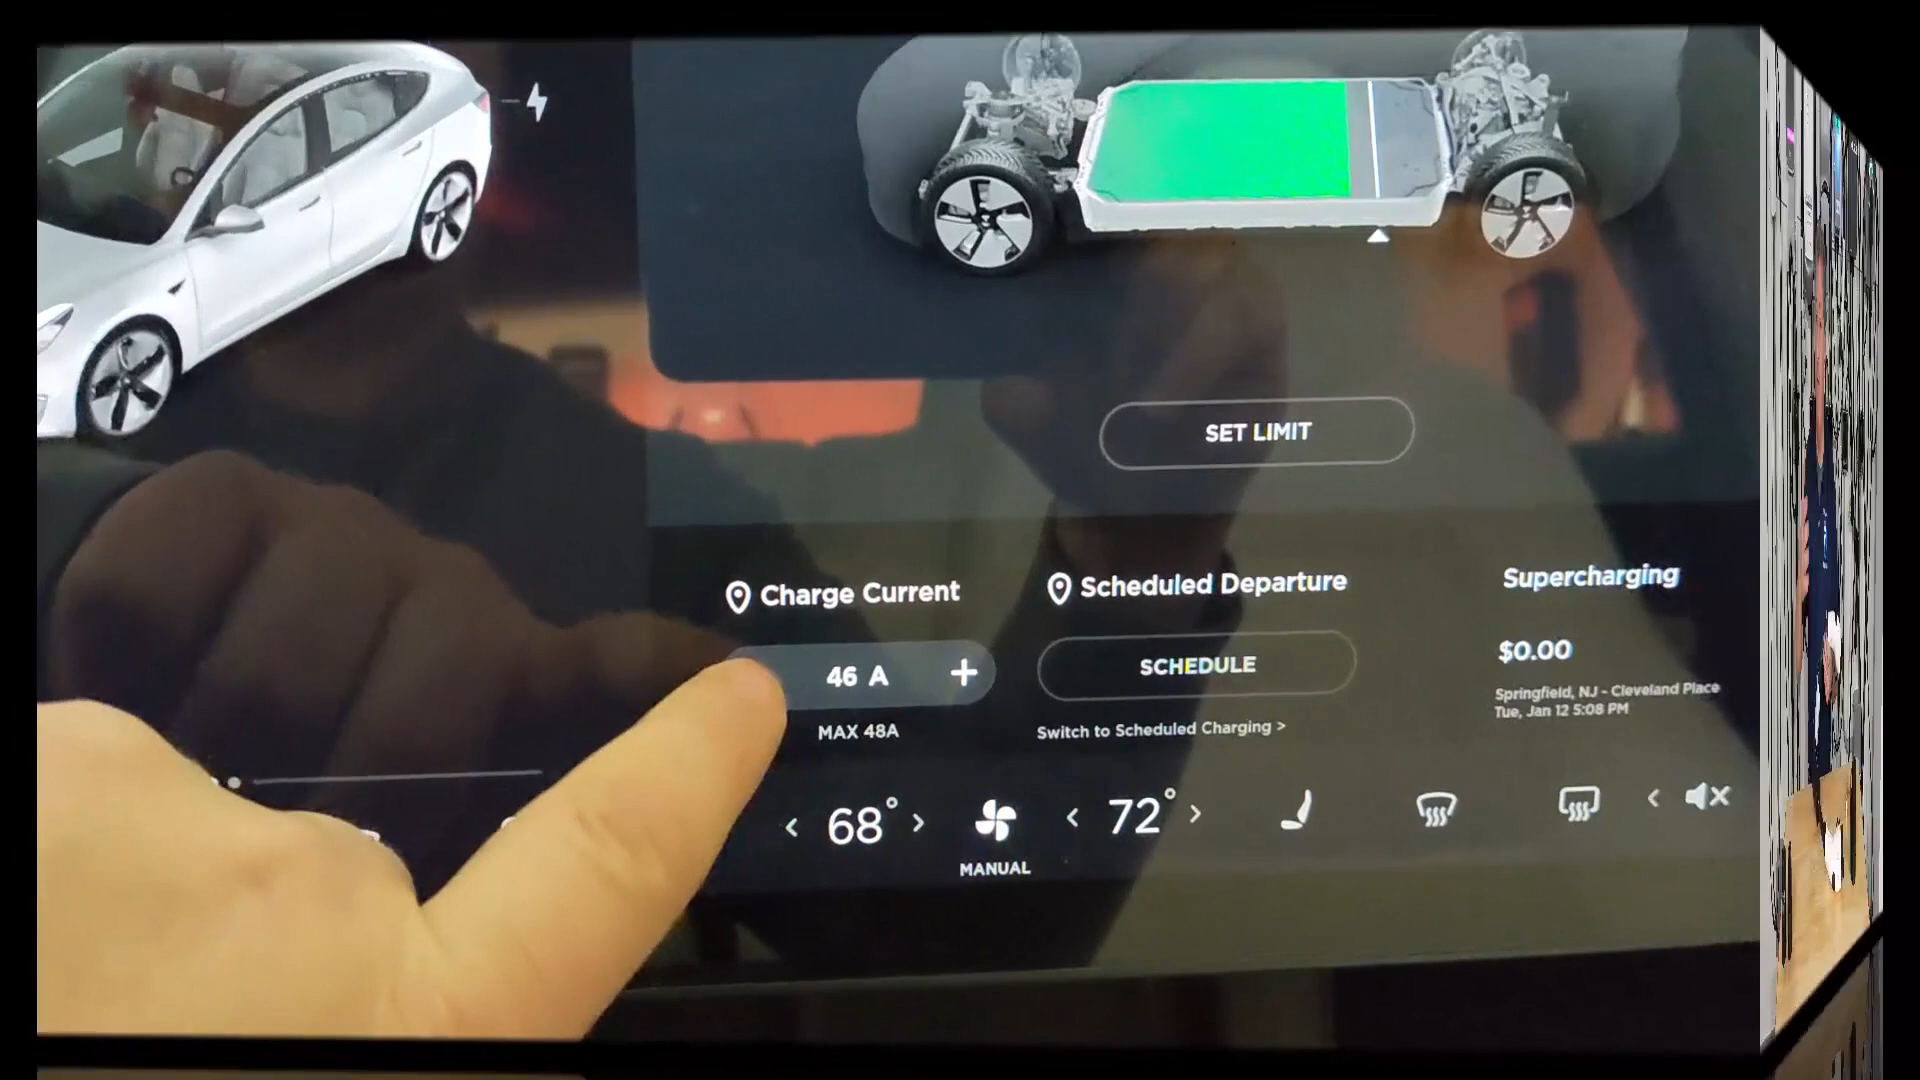 SET LIMIT
Charge Current
Scheduled Departure
Supercharging
46 A +
SCHEDULE
$0.00
MAX 48A
Switch to Scheduled Charging >
Springfield, NJ - Cleveland Place
Tue, Jan 12 5:08 PM
< 68° >
MANUAL
< 72° >
<